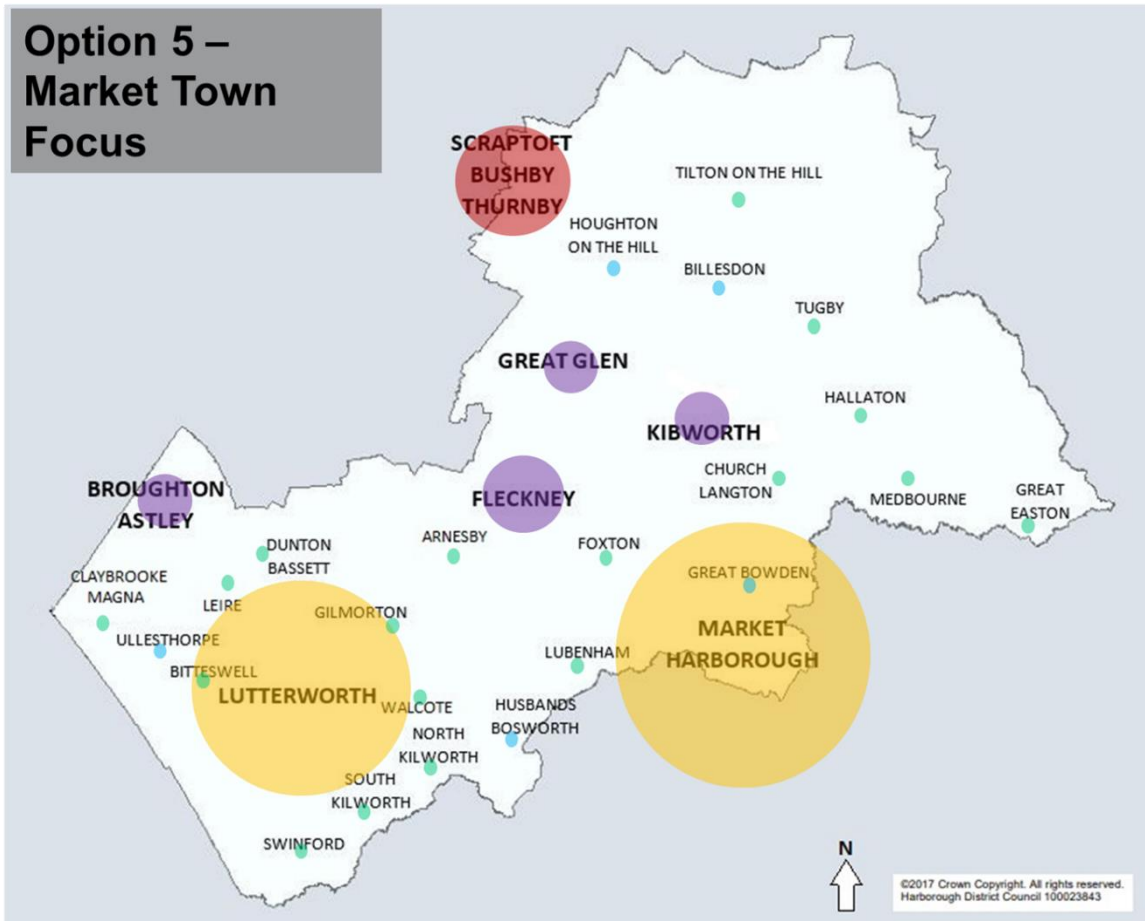 Option 5 –
Market Town
Focus
SCRAPTOFT
BUSHBY
THURNBY
TILTON ON THE HILL
HOUGHTON
ON THE HILL
BILLESDON
TUGBY
GREAT GLEN
HALLATON
KIBWORTH
CHURCH
LANGTON
MEDBOURNE
GREAT
EASTON
BROUGHTON
ASTLEY
FLECKNEY
ARNESBY
FOXTON
DUNTON
BASSETT
GREAT BOWDEN
CLAYBROOKE
MAGNA
LEIRE
GILMORTON
MARKET
HARBOROUGH
ULLESTHORPE
LUBENHAM
BITTESWELL
LUTTERWORTH
WALCOTE
HUSBANDS
BOSWORTH
NORTH
KILWORTH
SOUTH
KILWORTH
SWINFORD
N
©2017 Crown Copyright. All rights reserved.
Harborough District Council 100023843